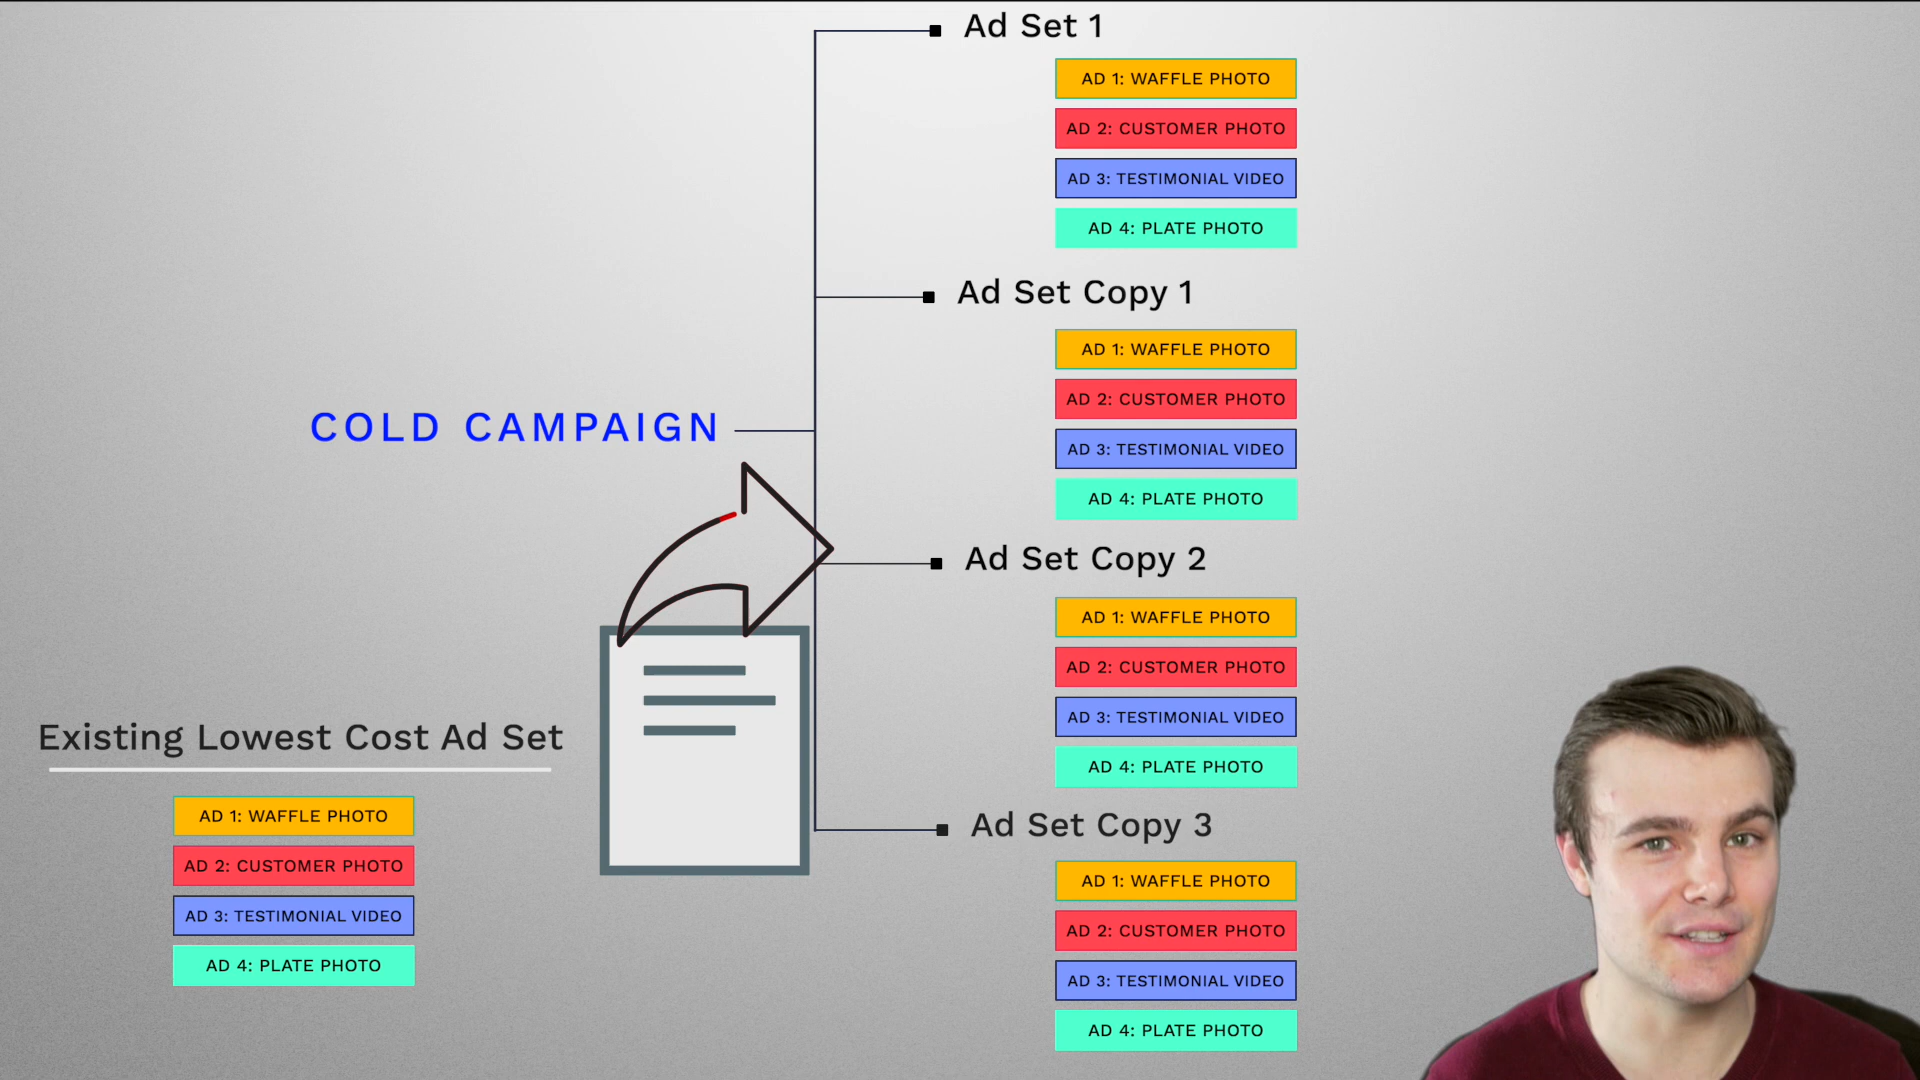 Ad Set 1
AD 1: WAFFLE PHOTO
AD 2: CUSTOMER PHOTO
AD 3: TESTIMONIAL VIDEO
AD 4: PLATE PHOTO
Ad Set Copy 1
AD 1: WAFFLE PHOTO
AD 2: CUSTOMER PHOTO
AD 3: TESTIMONIAL VIDEO
AD 4: PLATE PHOTO
COLD CAMPAIGN
Ad Set Copy 2
AD 1: WAFFLE PHOTO
AD 2: CUSTOMER PHOTO
AD 3: TESTIMONIAL VIDEO
AD 4: PLATE PHOTO
Existing Lowest Cost Ad Set
AD 1: WAFFLE PHOTO
AD 2: CUSTOMER PHOTO
AD 3: TESTIMONIAL VIDEO
AD 4: PLATE PHOTO
Ad Set Copy 3
AD 1: WAFFLE PHOTO
AD 2: CUSTOMER PHOTO
AD 3: TESTIMONIAL VIDEO
AD 4: PLATE PHOTO